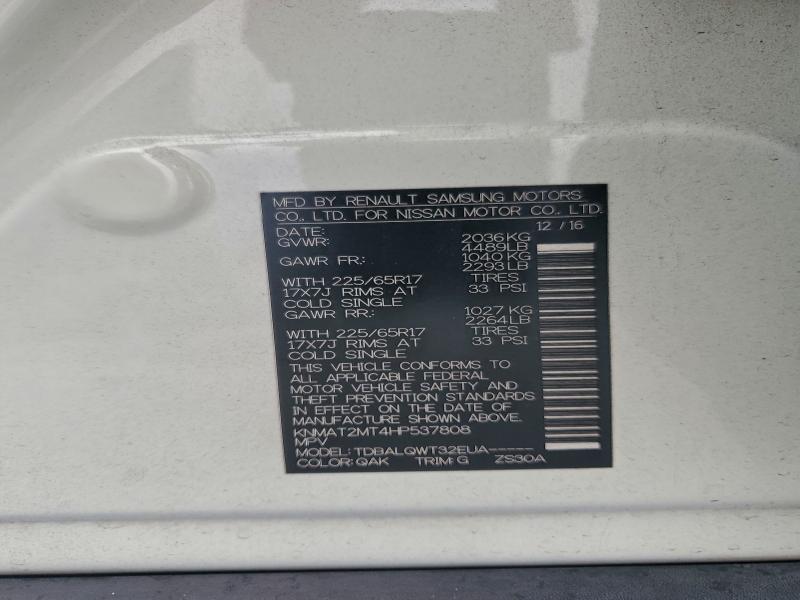 MFD BY RENAULT SAMSUNG MOTORS
CO., LTD. FOR NISSAN MOTOR CO., LTD.
DATE: 12 / 16
GVWR: 2036 KG
4489LB
GAWR FR.: 1040 KG
2293 LB
WITH 225/65R17 TIRES
17X7J RIMS AT 33 PSI
COLD SINGLE
GAWR RR.: 1027 KG
2264 LB
WITH 225/65R17 TIRES
17X7J RIMS AT 33 PSI
COLD SINGLE
THIS VEHICLE CONFORMS TO
ALL APPLICABLE FEDERAL
MOTOR VEHICLE SAFETY AND
THEFT PREVENTION STANDARDS
IN EFFECT ON THE DATE OF
MANUFACTURE SHOWN ABOVE.
KNMAT2MT4HP537808
MPV
MODEL: TDBALQWT32EUA-----
COLOR: QAK TRIM: G ZS30A